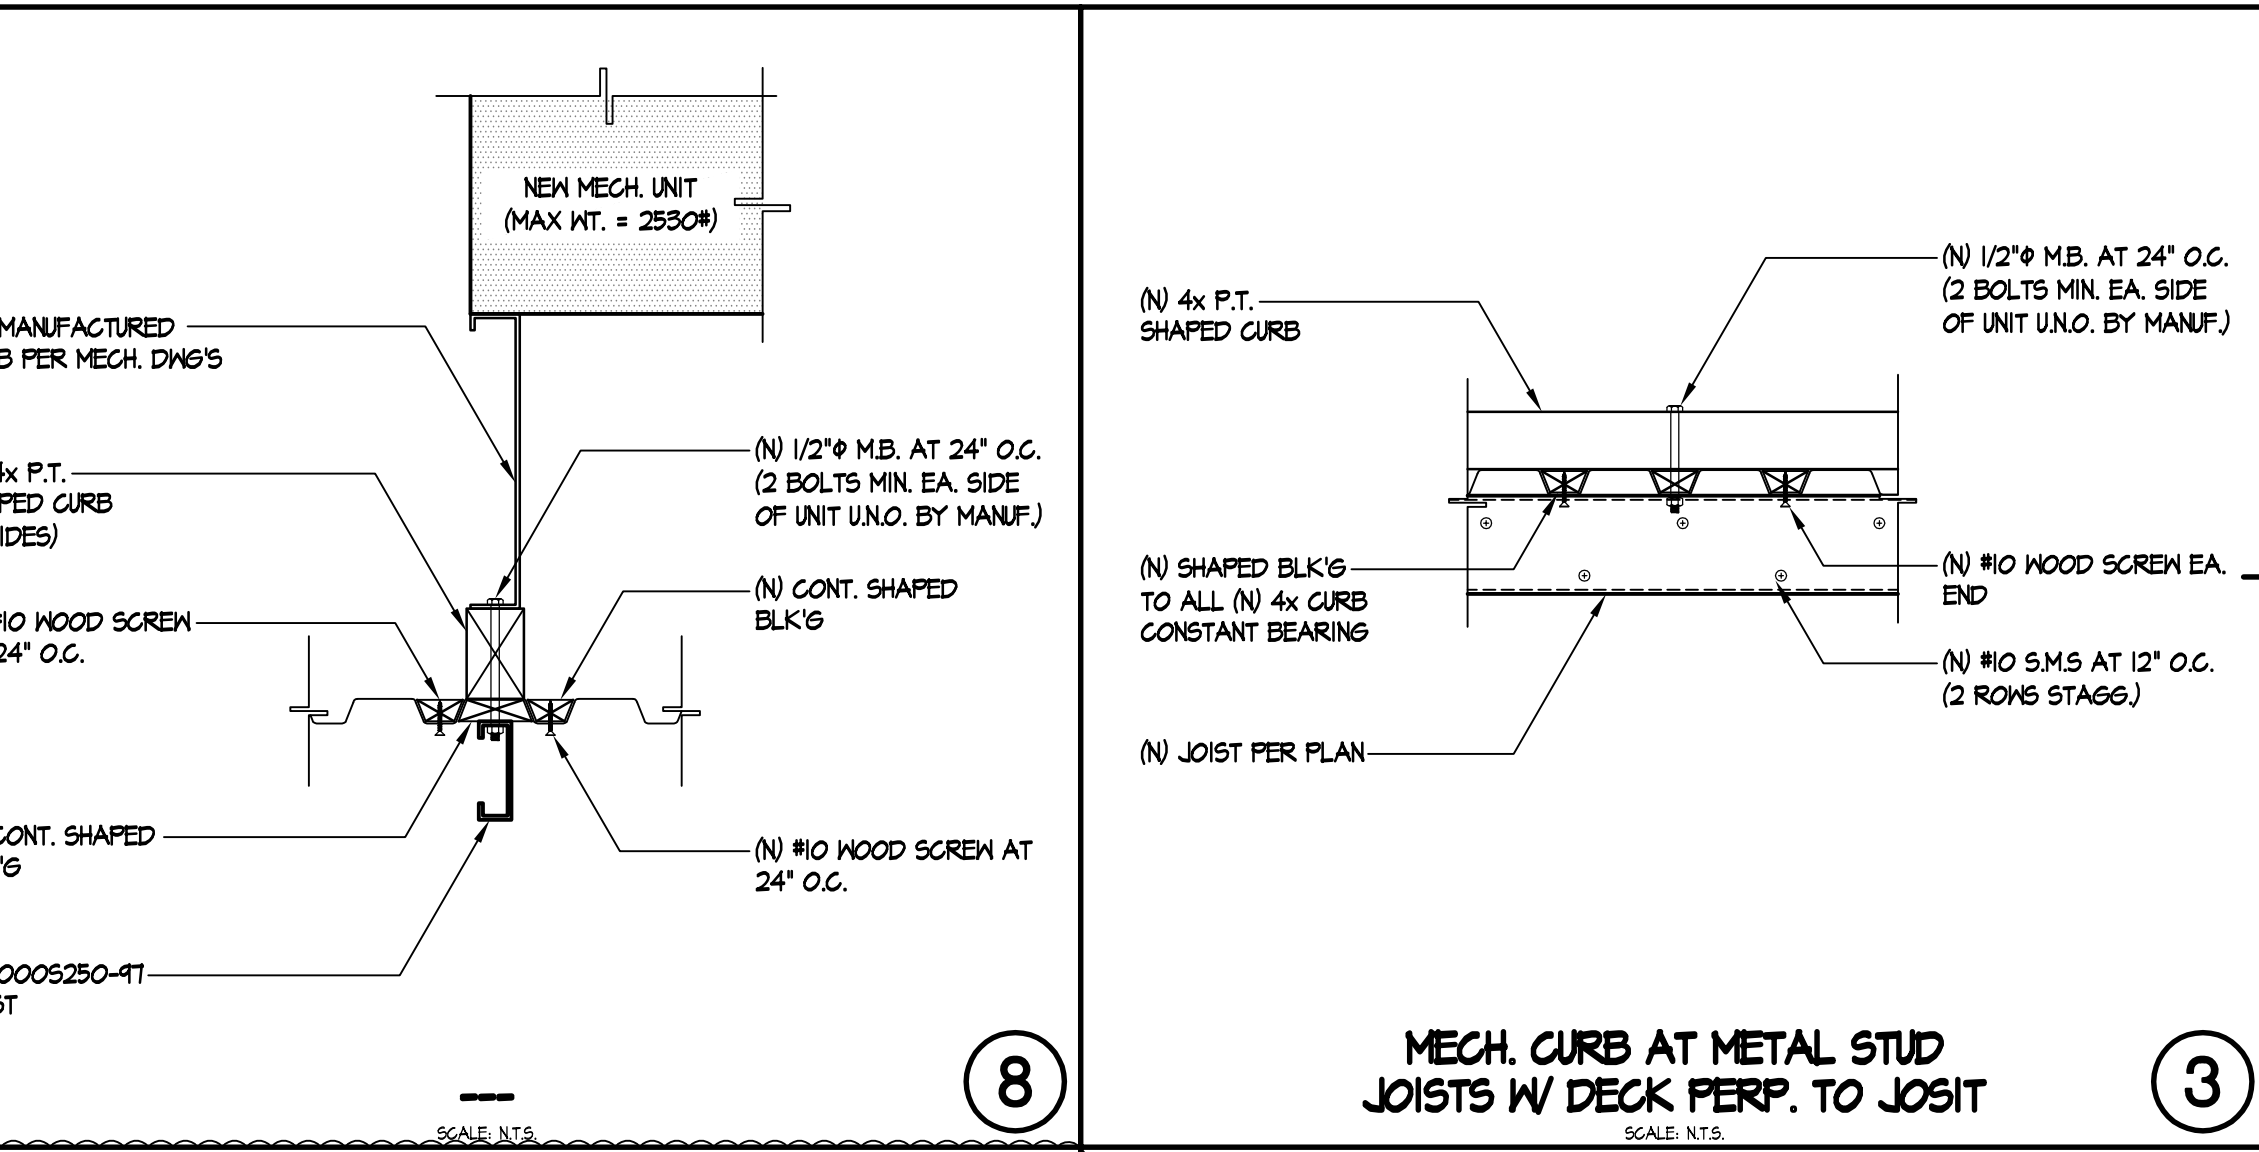 NEW MECH. UNIT
(MAX WT. = 2530#)
MANUFACTURED
PER MECH. DWG'S
4x P.T.
CURB
(N) 1/2"Φ M.B. AT 24" O.C.
(2 BOLTS MIN. EA. SIDE
OF UNIT U.N.O. BY MANUF.)
(N) CONT. SHAPED
BLK'G
#10 WOOD SCREW
24" O.C.
CONT. SHAPED
(N) #10 WOOD SCREW AT
24" O.C.
000S250-97
---
SCALE: N.T.S.
8
(N) 4x P.T.
SHAPED CURB
(N) 1/2"Φ M.B. AT 24" O.C.
(2 BOLTS MIN. EA. SIDE
OF UNIT U.N.O. BY MANUF.)
(N) SHAPED BLK'G
TO ALL (N) 4x CURB
CONSTANT BEARING
(N) #10 WOOD SCREW EA.
END
(N) #10 S.M.S AT 12" O.C.
(2 ROWS STAGG.)
(N) JOIST PER PLAN
MECH. CURB AT METAL STUD
JOISTS W/ DECK PERP. TO JOSIT
SCALE: N.T.S.
3